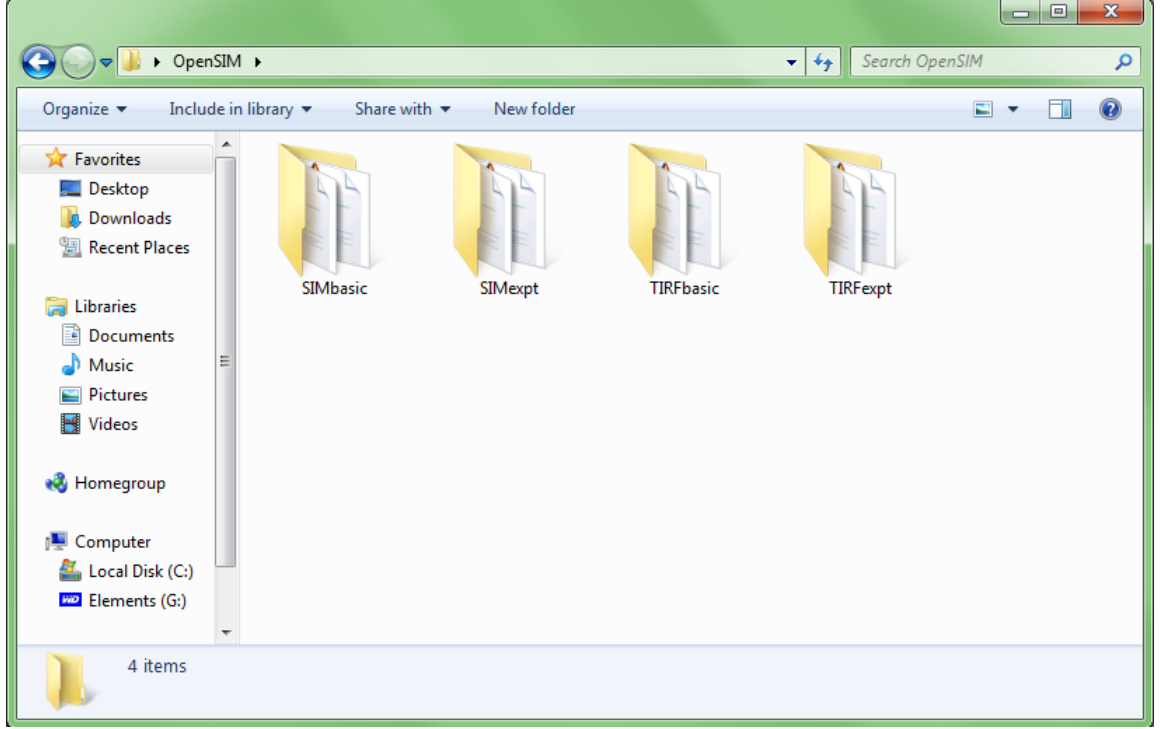 OpenSIM
Search OpenSIM
Organize Include in library Share with New folder
Favorites
Desktop
Downloads
Recent Places
Libraries
Documents
Music
Pictures
Videos
Homegroup
Computer
Local Disk (C:)
WD Elements (G:)
SIMbasic SIMexpt TIRFbasic TIRFexpt
4 items